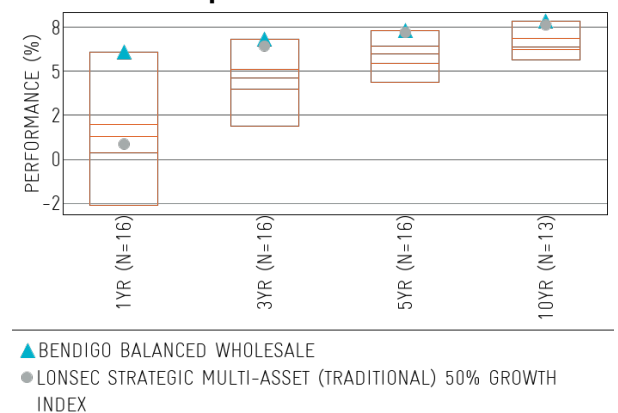 8
5
2
0
-2
PERFORMANCE (%)
1YR (N=16)
3YR (N=16)
5YR (N=16)
10YR (N=13)
BENDIGO BALANCED WHOLESALE
LONSEC STRATEGIC MULTI-ASSET (TRADITIONAL) 50% GROWTH
INDEX